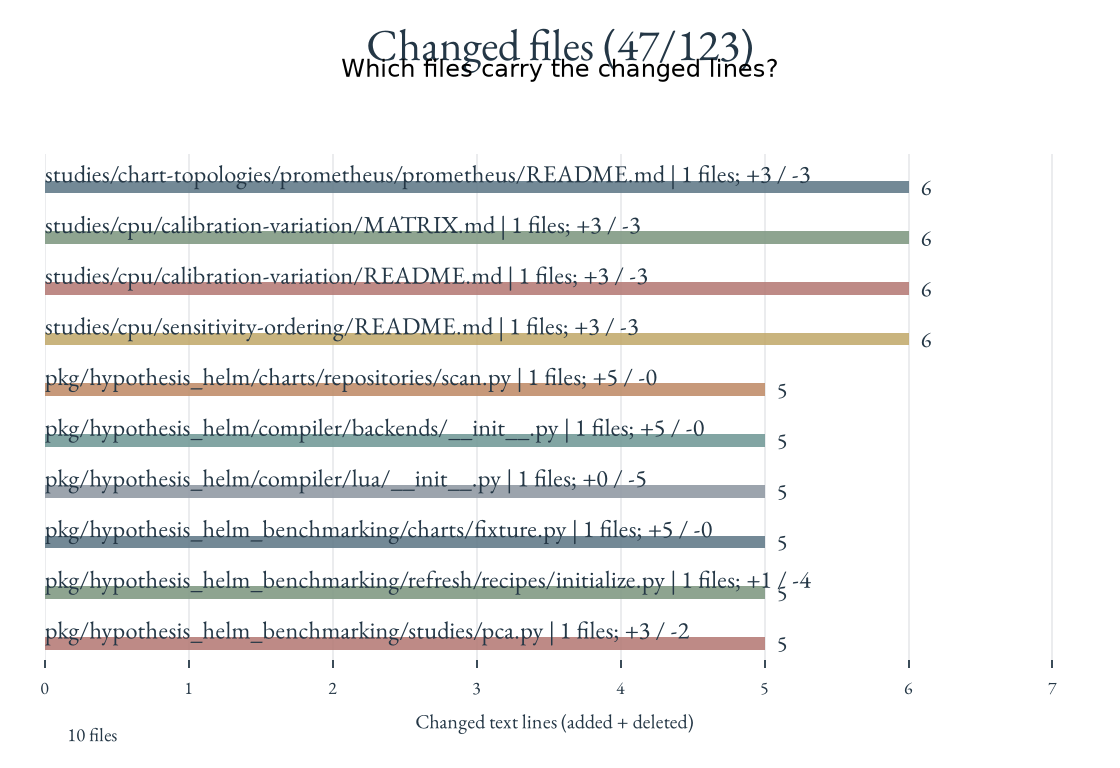 Changed files (47/123)
Which files carry the changed lines?
studies/chart-topologies/prometheus/prometheus/README.md | 1 files; +3 / -3
6
studies/cpu/calibration-variation/MATRIX.md | 1 files; +3 / -3
6
studies/cpu/calibration-variation/README.md | 1 files; +3 / -3
6
studies/cpu/sensitivity-ordering/README.md | 1 files; +3 / -3
6
pkg/hypothesis_helm/charts/repositories/scan.py | 1 files; +5 / -0
5
pkg/hypothesis_helm/compiler/backends/__init__.py | 1 files; +5 / -0
5
pkg/hypothesis_helm/compiler/lua/__init__.py | 1 files; +0 / -5
5
pkg/hypothesis_helm_benchmarking/charts/fixture.py | 1 files; +5 / -0
5
pkg/hypothesis_helm_benchmarking/refresh/recipes/initialize.py | 1 files; +1 / -4
5
pkg/hypothesis_helm_benchmarking/studies/pca.py | 1 files; +3 / -2
5
0 1 2 3 4 5 6 7
Changed text lines (added + deleted)
10 files